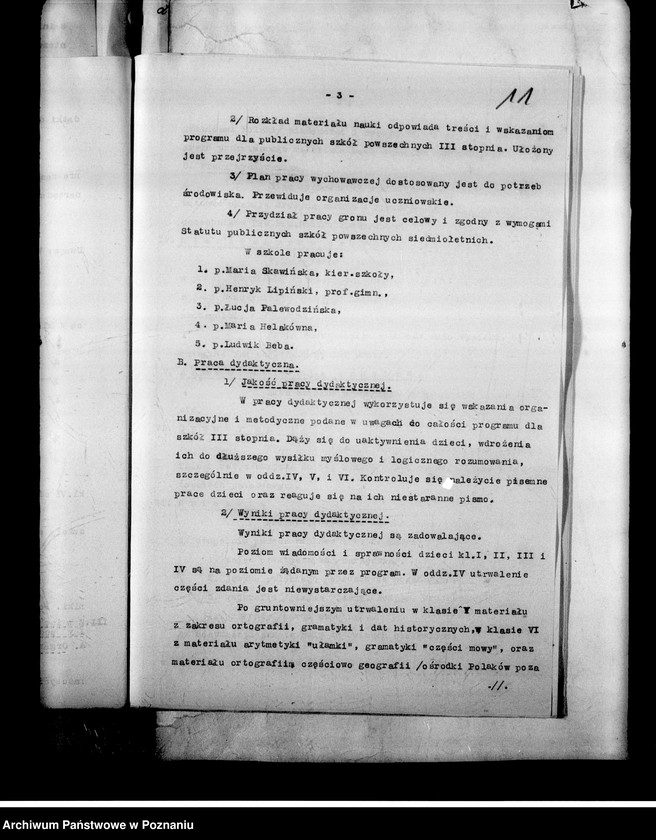 - 3 -
11
2/ Rozkład materiału nauki odpowiada treści i wskazaniom
programu dla publicznych szkół powszechnych III stopnia. Ułożony
jest przejrzyście.
3/ Plan pracy wychowawczej dostosowany jest do potrzeb
środowiska. Przewiduje organizacje uczniowskie.
4/ Przydział pracy gronu jest celowy i zgodny z wymogami
Statutu publicznych szkół powszechnych siedmioletnich.
W szkole pracuje:
1. p.Maria Skawińska, kier.szkoły,
2. p.Henryk Lipiński, prof.gimn.,
3. p.Łucja Palewodzińska,
4. p.Maria Helakówna,
5. p.Ludwik Beba.
B. Praca dydaktyczna.
1/ Jakość pracy dydaktycznej.
W pracy dydaktycznej wykorzystuje się wskazania orga-
nizacyjne i metodyczne podane w uwagach do całości programu dla
szkół III stopnia. Dąży się do uaktywnienia dzieci, wdrożenia
ich do dłuższego wysiłku myślowego i logicznego rozumowania,
szczególnie w oddz.IV, V, i VI. Kontroluje się należycie pisemne
prace dzieci oraz reaguje się na ich niestaranne pismo.
2/ Wyniki pracy dydaktycznej.
Wyniki pracy dydaktycznej są zadowalające.
Poziom wiadomości i sprawności dzieci kl.I, II, III i
IV są na poziomie żądanym przez program. W oddz.IV utrwalenie
części zdania jest niewystarczające.
Po gruntowniejszym utrwaleniu w klasie V materiału
z zakresu ortografii, gramatyki i dat historycznych, w klasie VI
z materiału arytmetyki "ułamki", gramatyki "części mowy", oraz
materiału ortografii, częściowo geografii /ośrodki Polaków poza
.//.
Archiwum Państwowe w Poznaniu